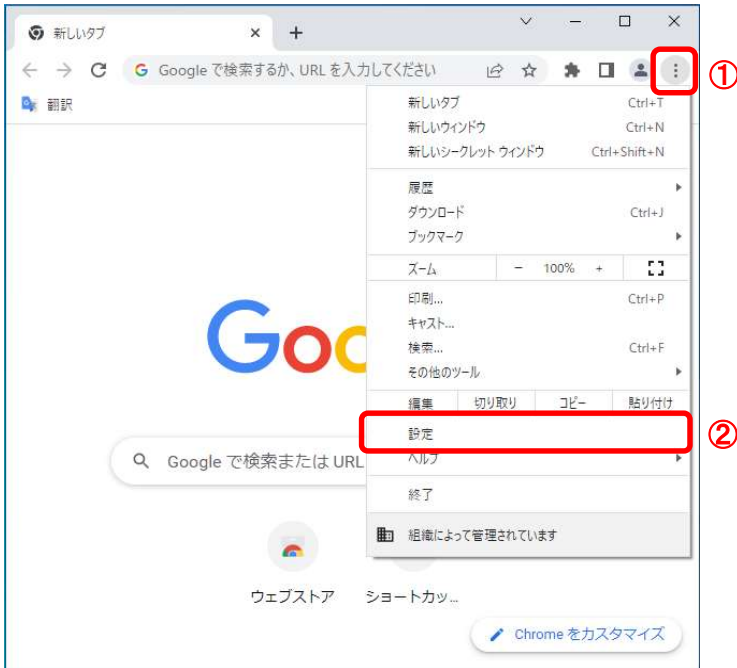 新しいタブ
Google で検索するか、URL を入力してください
①
翻訳
新しいタブ Ctrl+T
新しいウィンドウ Ctrl+N
新しいシークレット ウィンドウ Ctrl+Shift+N
履歴
ダウンロード Ctrl+J
ブックマーク
ズーム - 100% +
印刷... Ctrl+P
キャスト...
検索... Ctrl+F
その他のツール
編集 切り取り コピー 貼り付け
設定
②
ヘルプ
終了
組織によって管理されています
Goo
Google で検索または URL
ウェブストア
ショートカッ...
Chrome をカスタマイズ